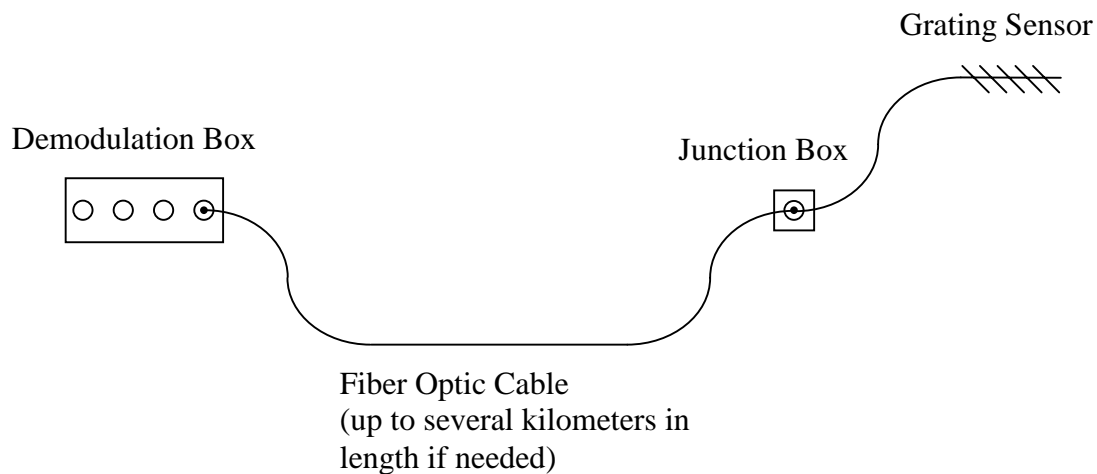 Grating Sensor
Demodulation Box
Junction Box
Fiber Optic Cable
(up to several kilometers in
length if needed)